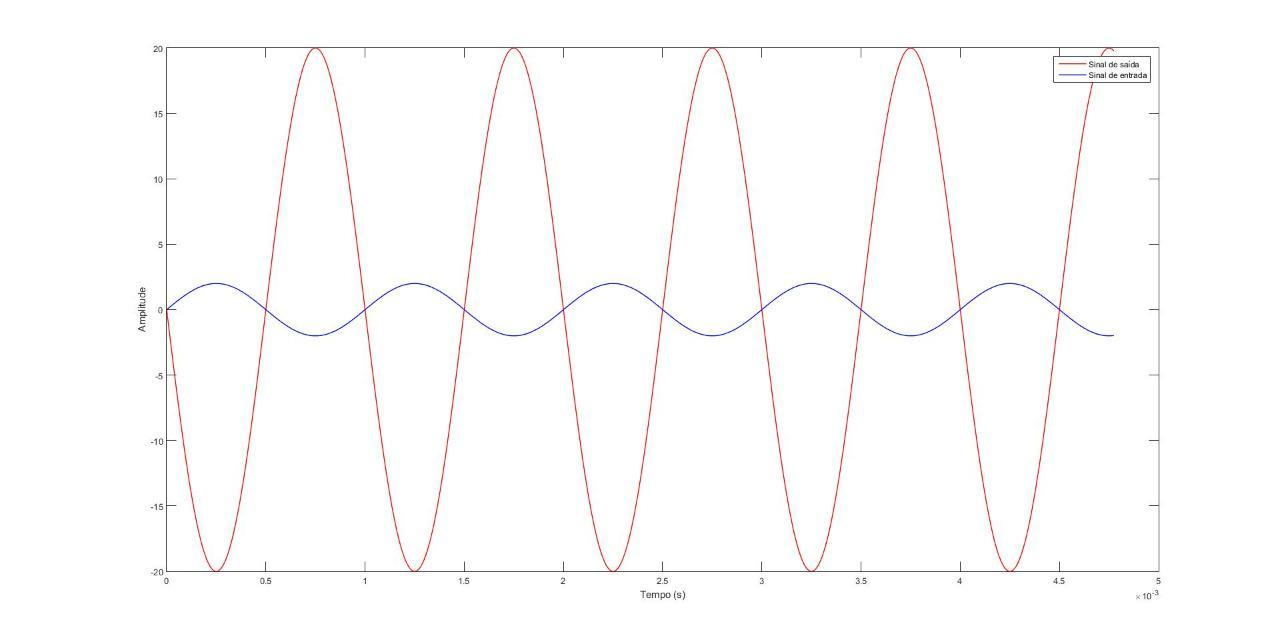 20
15
10
5
0
-5
-10
-15
-20
Amplitude
Sinal de saída
Sinal de entrada
0 0.5 1 1.5 2 2.5 3 3.5 4 4.5 5
Tempo (s)
×10⁻³